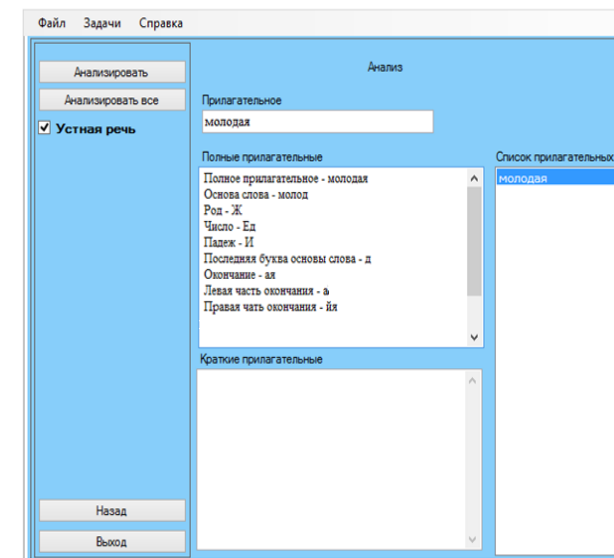 Файл Задачи Справка
Анализ
Анализировать
Анализировать все
Устная речь
Прилагательное
молодая
Полные прилагательные
Полное прилагательное - молодая
Основа слова - молод
Род - Ж
Число - Ед
Падеж - И
Последняя буква основы слова - д
Окончание - ая
Левая часть окончания - а
Правая чать окончания - йя
Краткие прилагательные
Список прилагательных
молодая
Назад
Выход